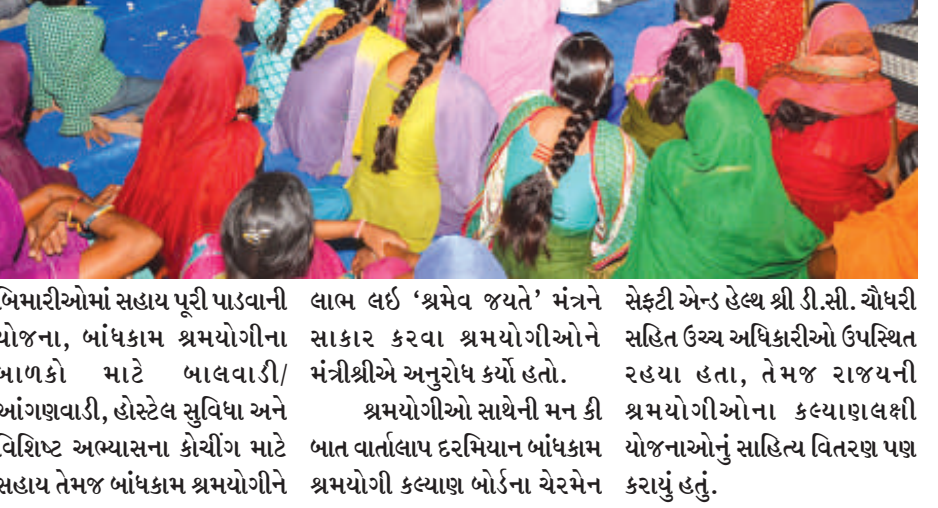 બિમારીઓમાં સહાય પૂરી પાડવાની
યોજના, બાંધકામ શ્રમયોગીના
બાળકો માટે બાલવાડી/
આંગણવાડી, હોસ્ટેલ સુવિધા અને
વિશિષ્ટ અભ્યાસના કોચીંગ માટે
સહાય તેમજ બાંધકામ શ્રમયોગીને
લાભ લઇ ‘શ્રમેવ જયતે’ મંત્રને
સાકાર કરવા શ્રમયોગીઓને
મંત્રીશ્રીએ અનુરોધ કર્યો હતો.
શ્રમયોગીઓ સાથેની મન કી
બાત વાર્તાલાપ દરમિયાન બાંધકામ
શ્રમયોગી કલ્યાણ બોર્ડના ચેરમેન
સેફટી એન્ડ હેલ્થ શ્રી ડી.સી. ચૌધરી
સહિત ઉચ્ચ અધિકારીઓ ઉપસ્થિત
રહયા હતા, તેમજ રાજયની
શ્રમયોગીઓના કલ્યાણલક્ષી
યોજનાઓનું સાહિત્ય વિતરણ પણ
કરાયું હતું.